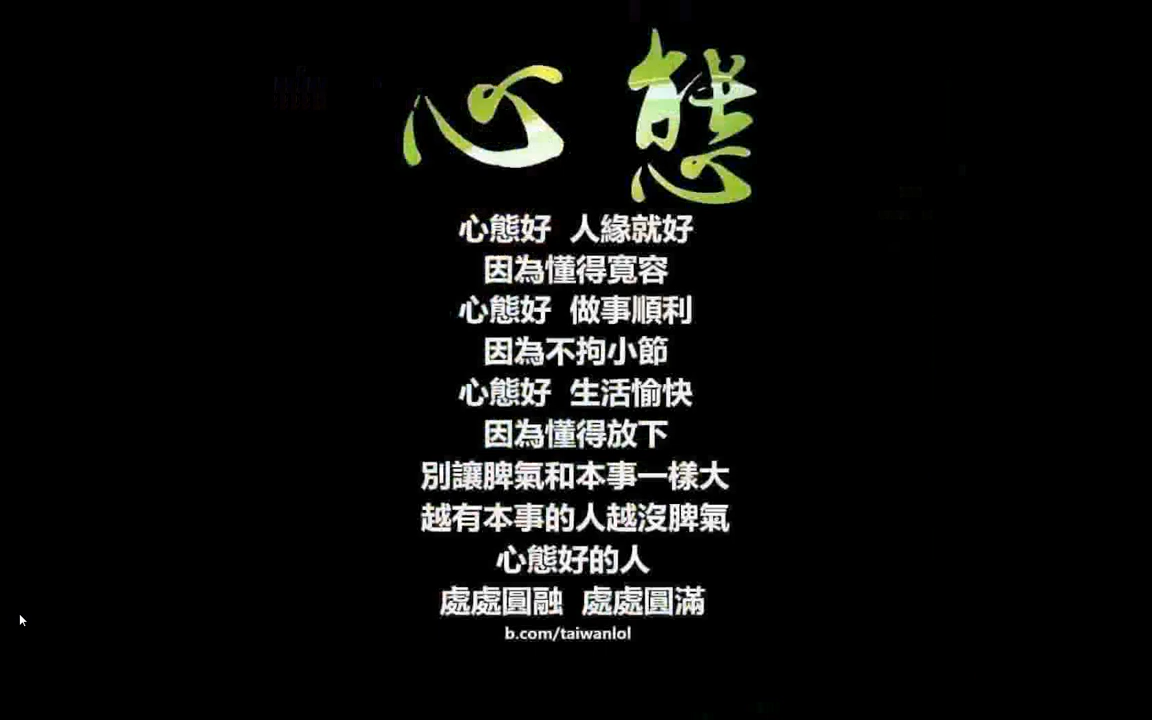 心態
心態好 人緣就好
因為懂得寬容
心態好 做事順利
因為不拘小節
心態好 生活愉快
因為懂得放下
別讓脾氣和本事一樣大
越有本事的人越沒脾氣
心態好的人
處處圓融 處處圓滿
b.com/taiwanlol